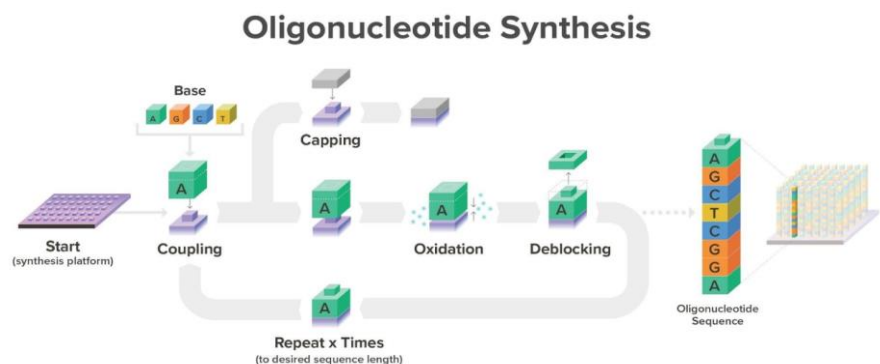 Oligonucleotide Synthesis
Base
A G C T
Capping
A
A
A
A
Start
(synthesis platform)
Coupling
Oxidation
Deblocking
A
Repeat x Times
(to desired sequence length)
A
G
C
T
C
G
G
A
Oligonucleotide
Sequence